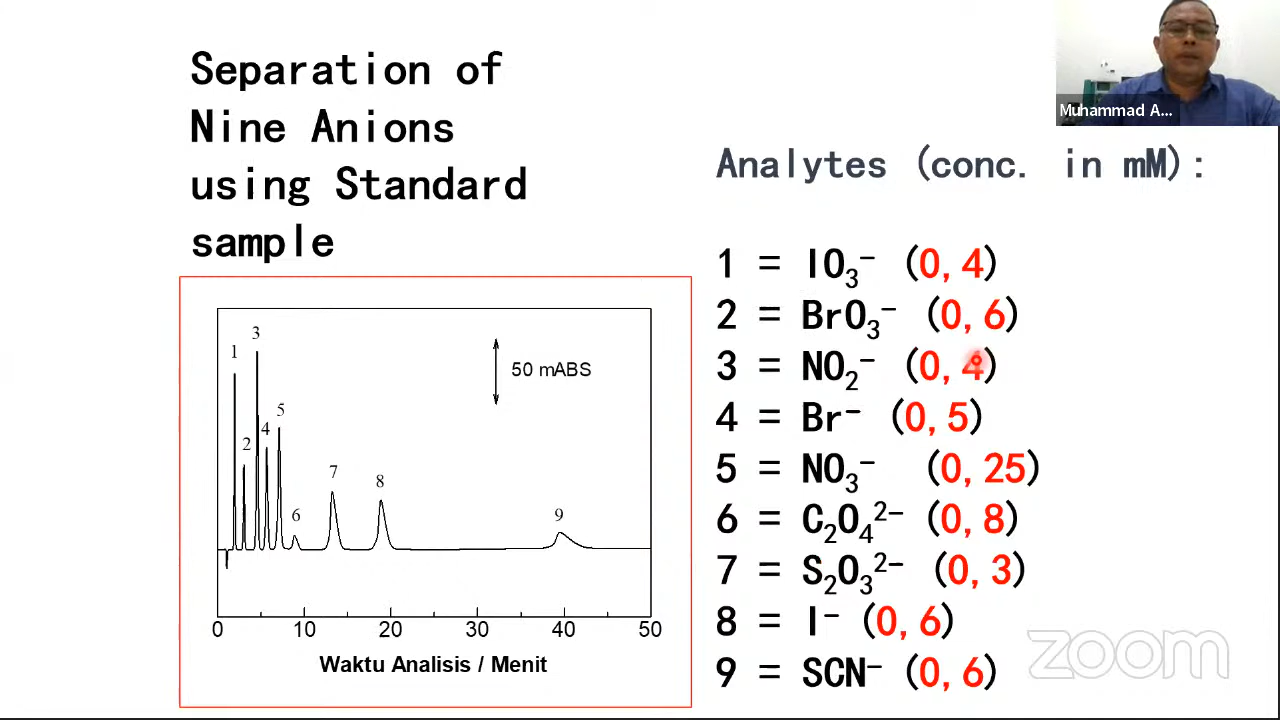 Separation of
Nine Anions
using Standard
sample
Muhammad A...
Analytes (conc. in mM):
1 = IO₃⁻ (0,4)
2 = BrO₃⁻ (0,6)
3 = NO₂⁻ (0,4)
4 = Br⁻ (0,5)
5 = NO₃⁻ (0,25)
6 = C₂O₄²⁻ (0,8)
7 = S₂O₃²⁻ (0,3)
8 = I⁻ (0,6)
9 = SCN⁻ (0,6)
3
1
50 mABS
5
4
2
7
8
6
9
0 10 20 30 40 50
Waktu Analisis / Menit
zoom